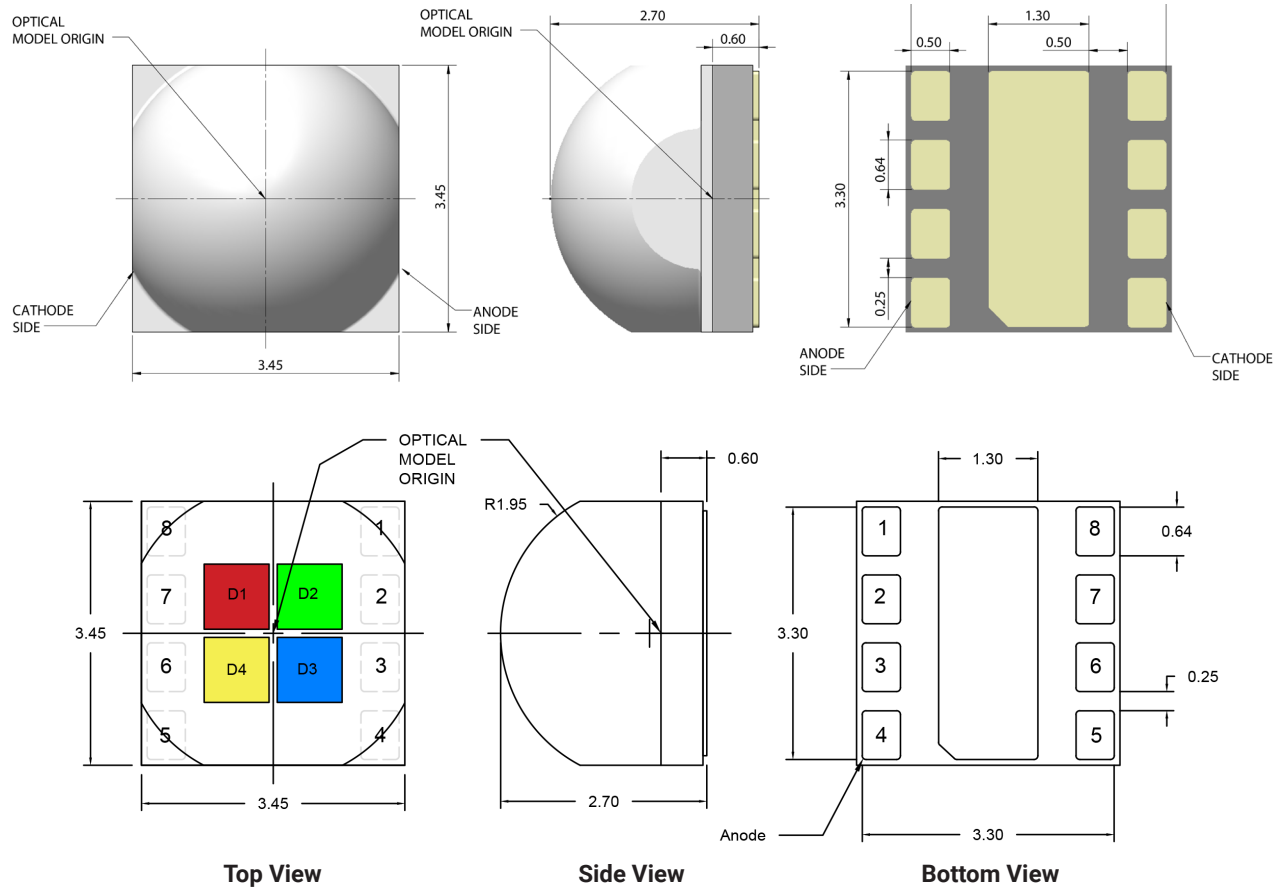 OPTICAL
MODEL ORIGIN
OPTICAL
MODEL ORIGIN
2.70
0.60
1.30
0.50
0.50
3.45
3.30
0.64
0.25
CATHODE
SIDE
ANODE
SIDE
3.45
ANODE
SIDE
CATHODE
SIDE
OPTICAL
MODEL
ORIGIN
0.60
1.30
R1.95
8
1
D1
D2
7
2
3.45
6
3
D4
D3
5
4
3.45
2.70
1
8
0.64
2
7
3.30
3
6
0.25
4
5
Anode
3.30
Top View
Side View
Bottom View